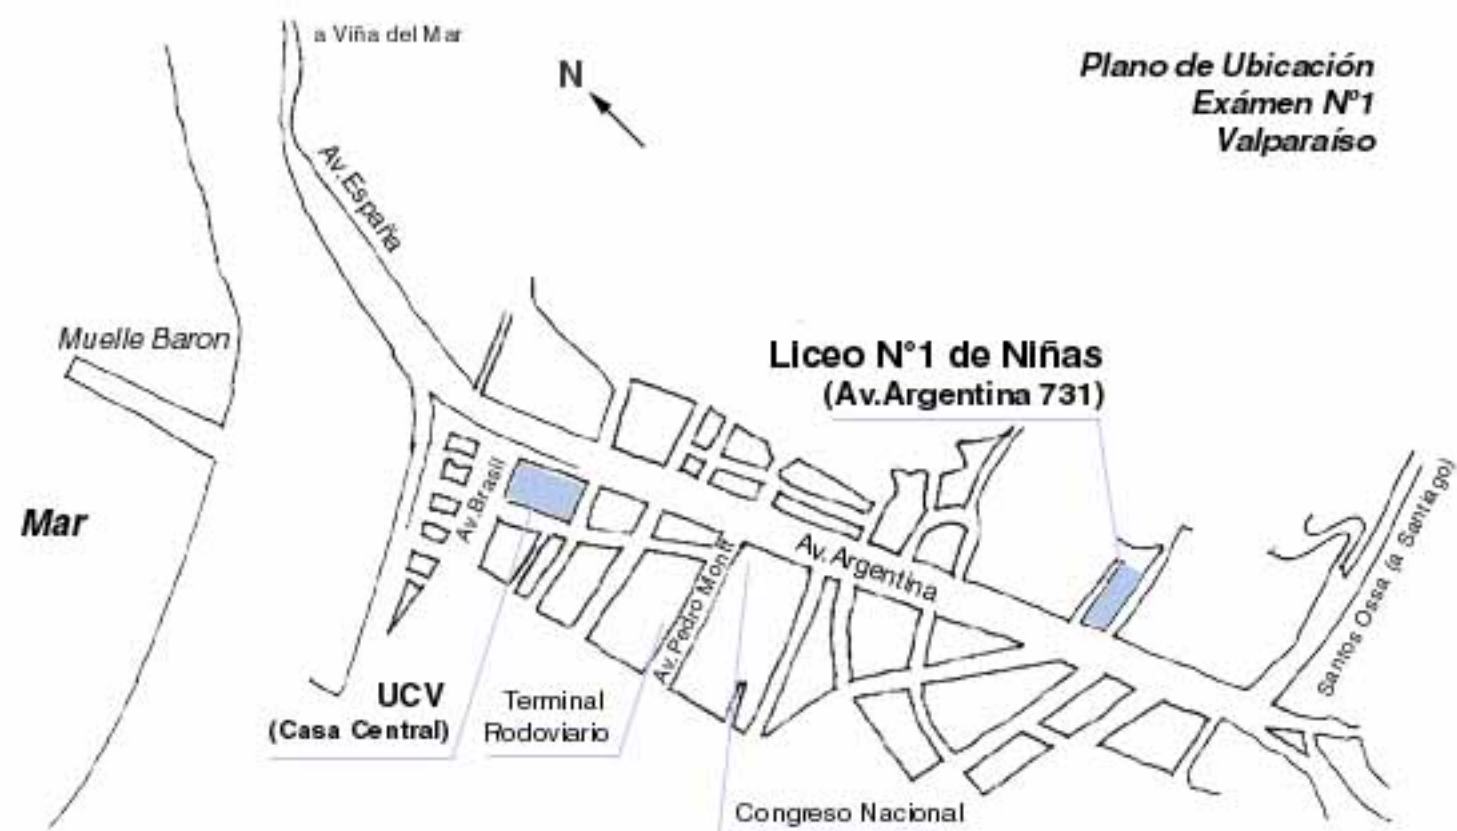 a Viña del Mar
N
Plano de Ubicación
Exámen N°1
Valparaíso
Av.España
Muelle Baron
Liceo N°1 de Niñas
(Av.Argentina 731)
Mar
Av.Brasil
Av. Argentina
Av. Pedro Montt
Santos Ossa (a Santiago)
UCV
(Casa Central)
Terminal
Rodoviario
Congreso Nacional